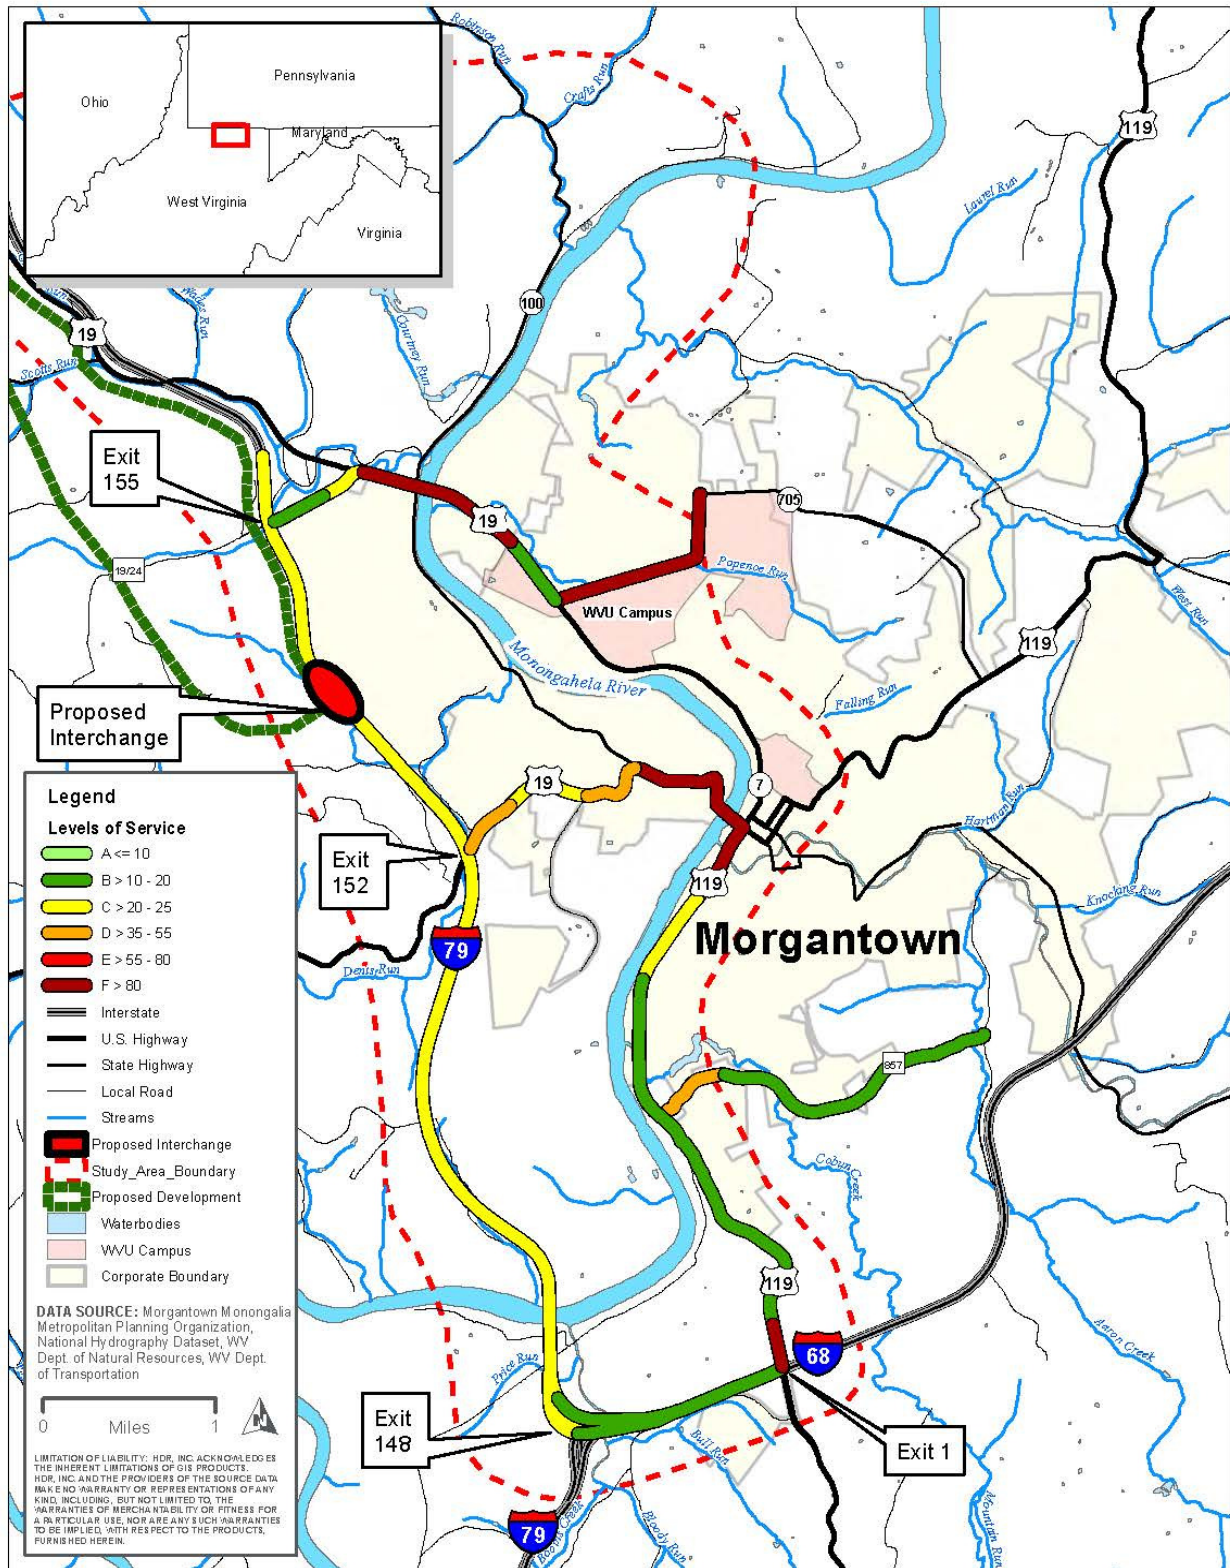 Pennsylvania
Ohio
Maryland
West Virginia
Virginia
Robinson Run
Crafts Run
119
Laurel Run
100
Courtney Run
Wades Run
Run
19
Scotts Run
Exit
155
19
705
19/24
Popenoe Run
WVU Campus
West Run
119
Monongahela River
Falling Run
Proposed
Interchange
19
7
Hartman Run
Exit
152
119
Knocking Run
79
Morgantown
Dents Run
857
Cobun Creek
119
68
Aaron Creek
Price Run
Exit
148
Exit 1
Bull Run
79
Booths Creek
Bloody Run
Mountain Run
Legend
Levels of Service
A <= 10
B > 10 - 20
C > 20 - 25
D > 35 - 55
E > 55 - 80
F > 80
Interstate
U.S. Highway
State Highway
Local Road
Streams
Proposed Interchange
Study_Area_Boundary
Proposed Development
Waterbodies
WVU Campus
Corporate Boundary
DATA SOURCE: Morgantown Monongalia
Metropolitan Planning Organization,
National Hydrography Dataset, WV
Dept. of Natural Resources, WV Dept.
of Transportation
0 Miles 1
N
LIMITATION OF LIABILITY: HDR, INC. ACKNOWLEDGES
THE INHERENT LIMITATIONS OF GIS PRODUCTS.
HDR, INC. AND THE PROVIDERS OF THE SOURCE DATA
MAKE NO WARRANTY OR REPRESENTATIONS OF ANY
KIND, INCLUDING, BUT NOT LIMITED TO, THE
WARRANTIES OF MERCHANTABILITY OR FITNESS FOR
A PARTICULAR USE, NOR ARE ANY SUCH WARRANTIES
TO BE IMPLIED, WITH RESPECT TO THE PRODUCTS,
FURNISHED HEREIN.